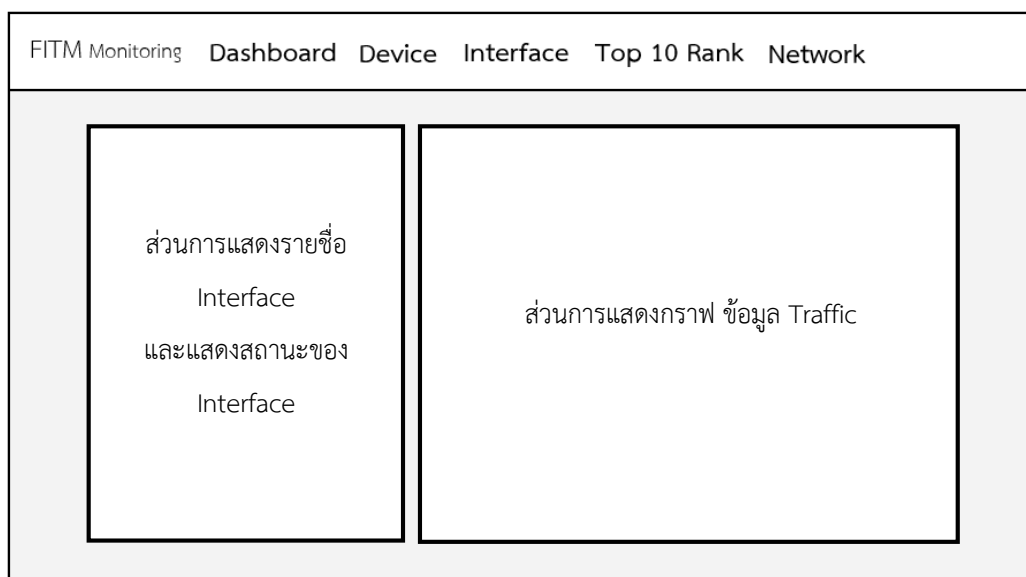 FITM Monitoring Dashboard Device Interface Top 10 Rank Network
ส่วนการแสดงรายชื่อ
Interface
และแสดงสถานะของ
Interface
ส่วนการแสดงกราฟ ข้อมูล Traffic